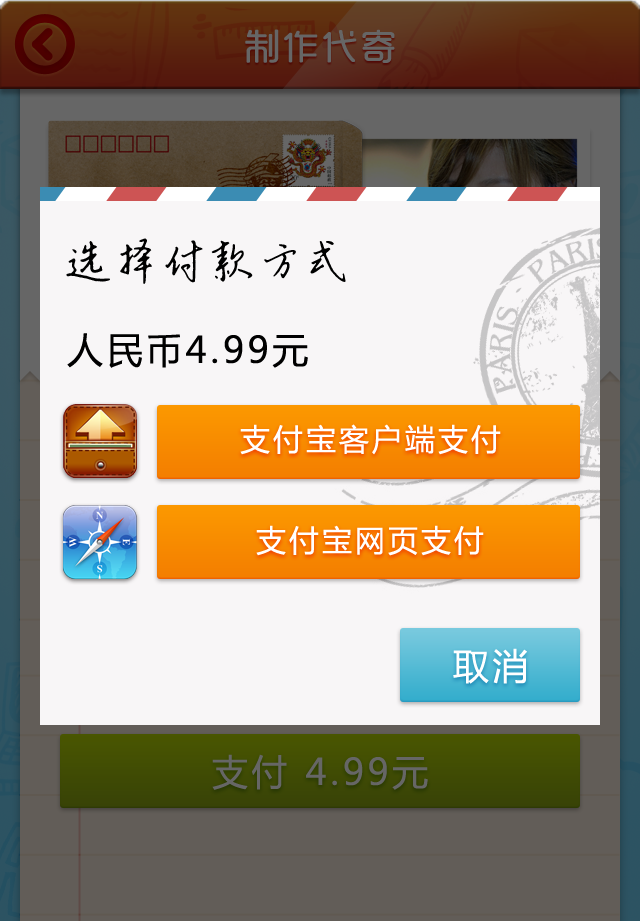 制作代寄
选择付款方式
PARIS - PARIS
人民币4.99元
支付宝客户端支付
N
W
E
S
支付宝网页支付
取消
支付 4.99元